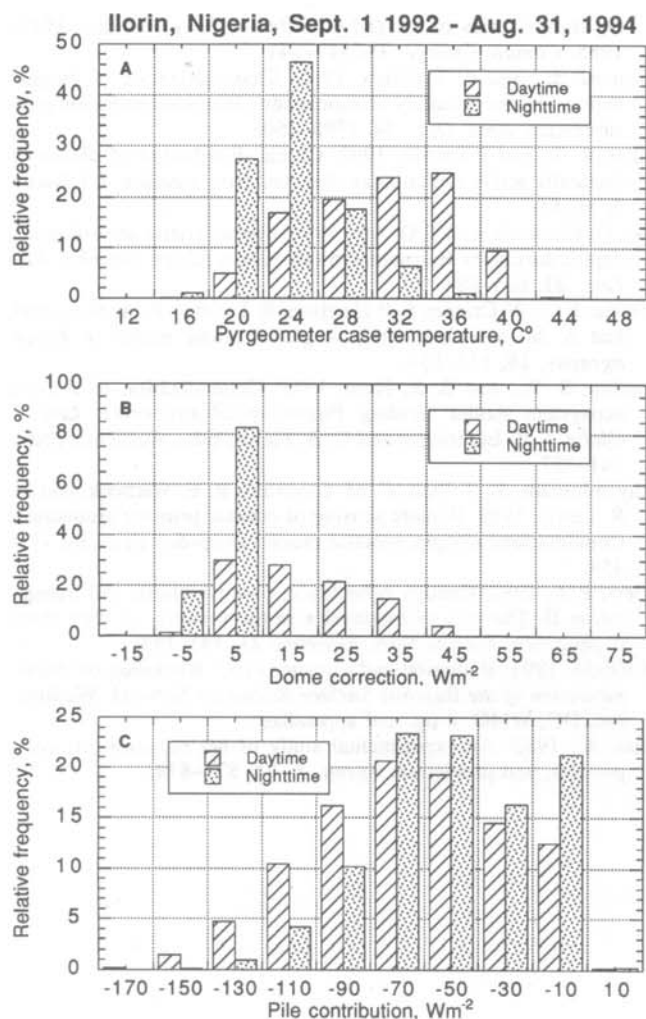 Ilorin, Nigeria, Sept. 1 1992 - Aug. 31, 1994
A
Daytime
Nighttime
Relative frequency, %
50
40
30
20
10
0
12 16 20 24 28 32 36 40 44 48
Pyrgeometer case temperature, C°
B
Daytime
Nighttime
Relative frequency, %
100
80
60
40
20
0
-15 -5 5 15 25 35 45 55 65 75
Dome correction, Wm-2
C
Daytime
Nighttime
Relative frequency, %
25
20
15
10
5
0
-170 -150 -130 -110 -90 -70 -50 -30 -10 10
Pile contribution, Wm-2